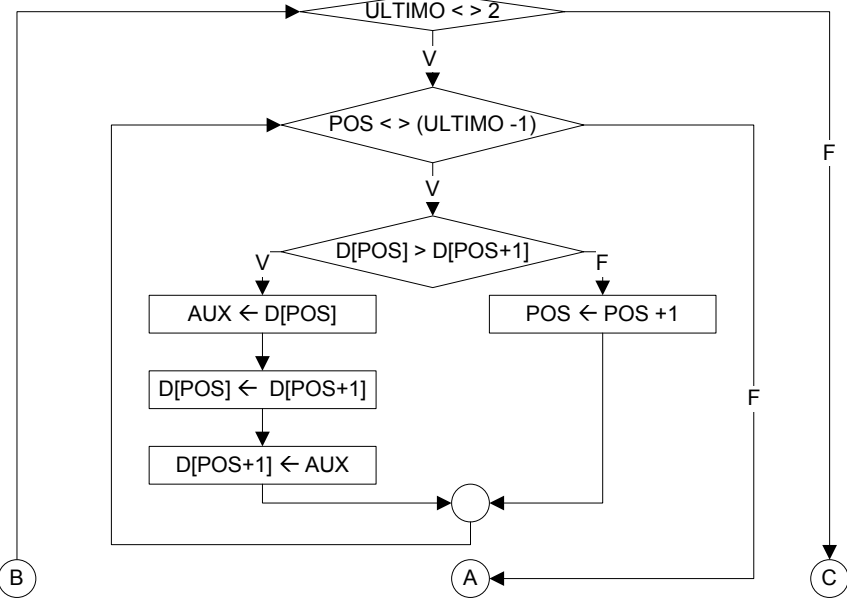 ULTIMO < > 2
V
POS < > (ULTIMO -1)
F
V
D[POS] > D[POS+1]
V
F
AUX ← D[POS]
POS ← POS +1
D[POS] ← D[POS+1]
F
D[POS+1] ← AUX
B
A
C